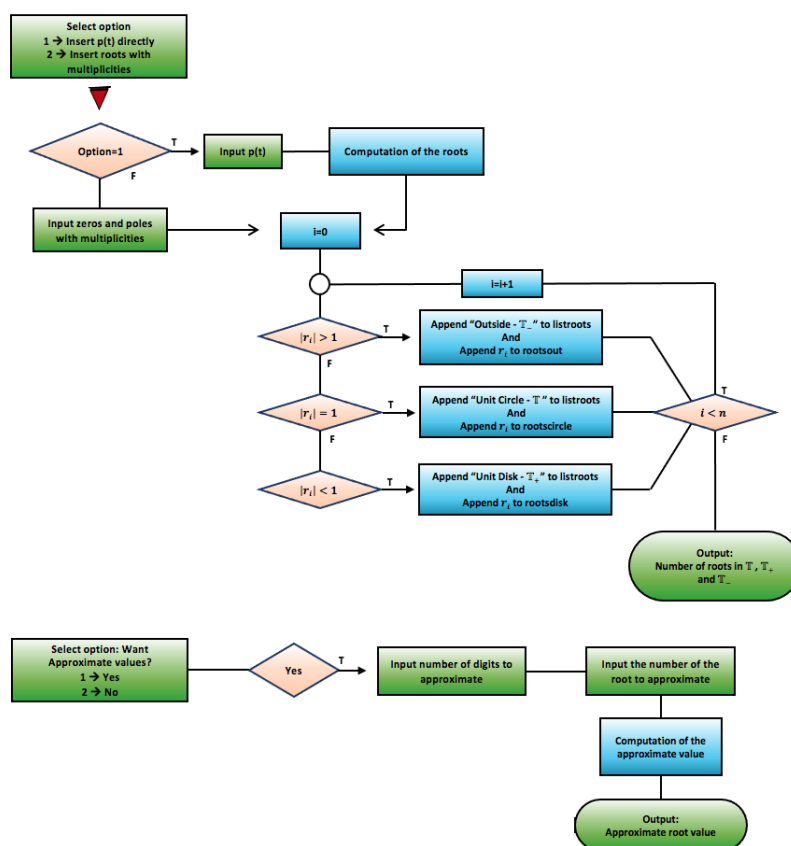 Select option
1 → Insert p(t) directly
2 → Insert roots with
multiplicities
Option=1
T
F
Input p(t)
Computation of the roots
Input zeros and poles
with multiplicities
i=0
i=i+1
|rᵢ| > 1
T
F
Append “Outside - 𝕋₋” to listroots
And
Append rᵢ to rootsout
|rᵢ| = 1
T
F
Append “Unit Circle - 𝕋 ” to listroots
And
Append rᵢ to rootscircle
|rᵢ| < 1
T
Append “Unit Disk - 𝕋₊” to listroots
And
Append rᵢ to rootsdisk
T
i < n
F
Output:
Number of roots in 𝕋 , 𝕋₊
and 𝕋₋
Select option: Want
Approximate values?
1 → Yes
2 → No
Yes
T
Input number of digits to
approximate
Input the number of the
root to approximate
Computation of the
approximate value
Output:
Approximate root value